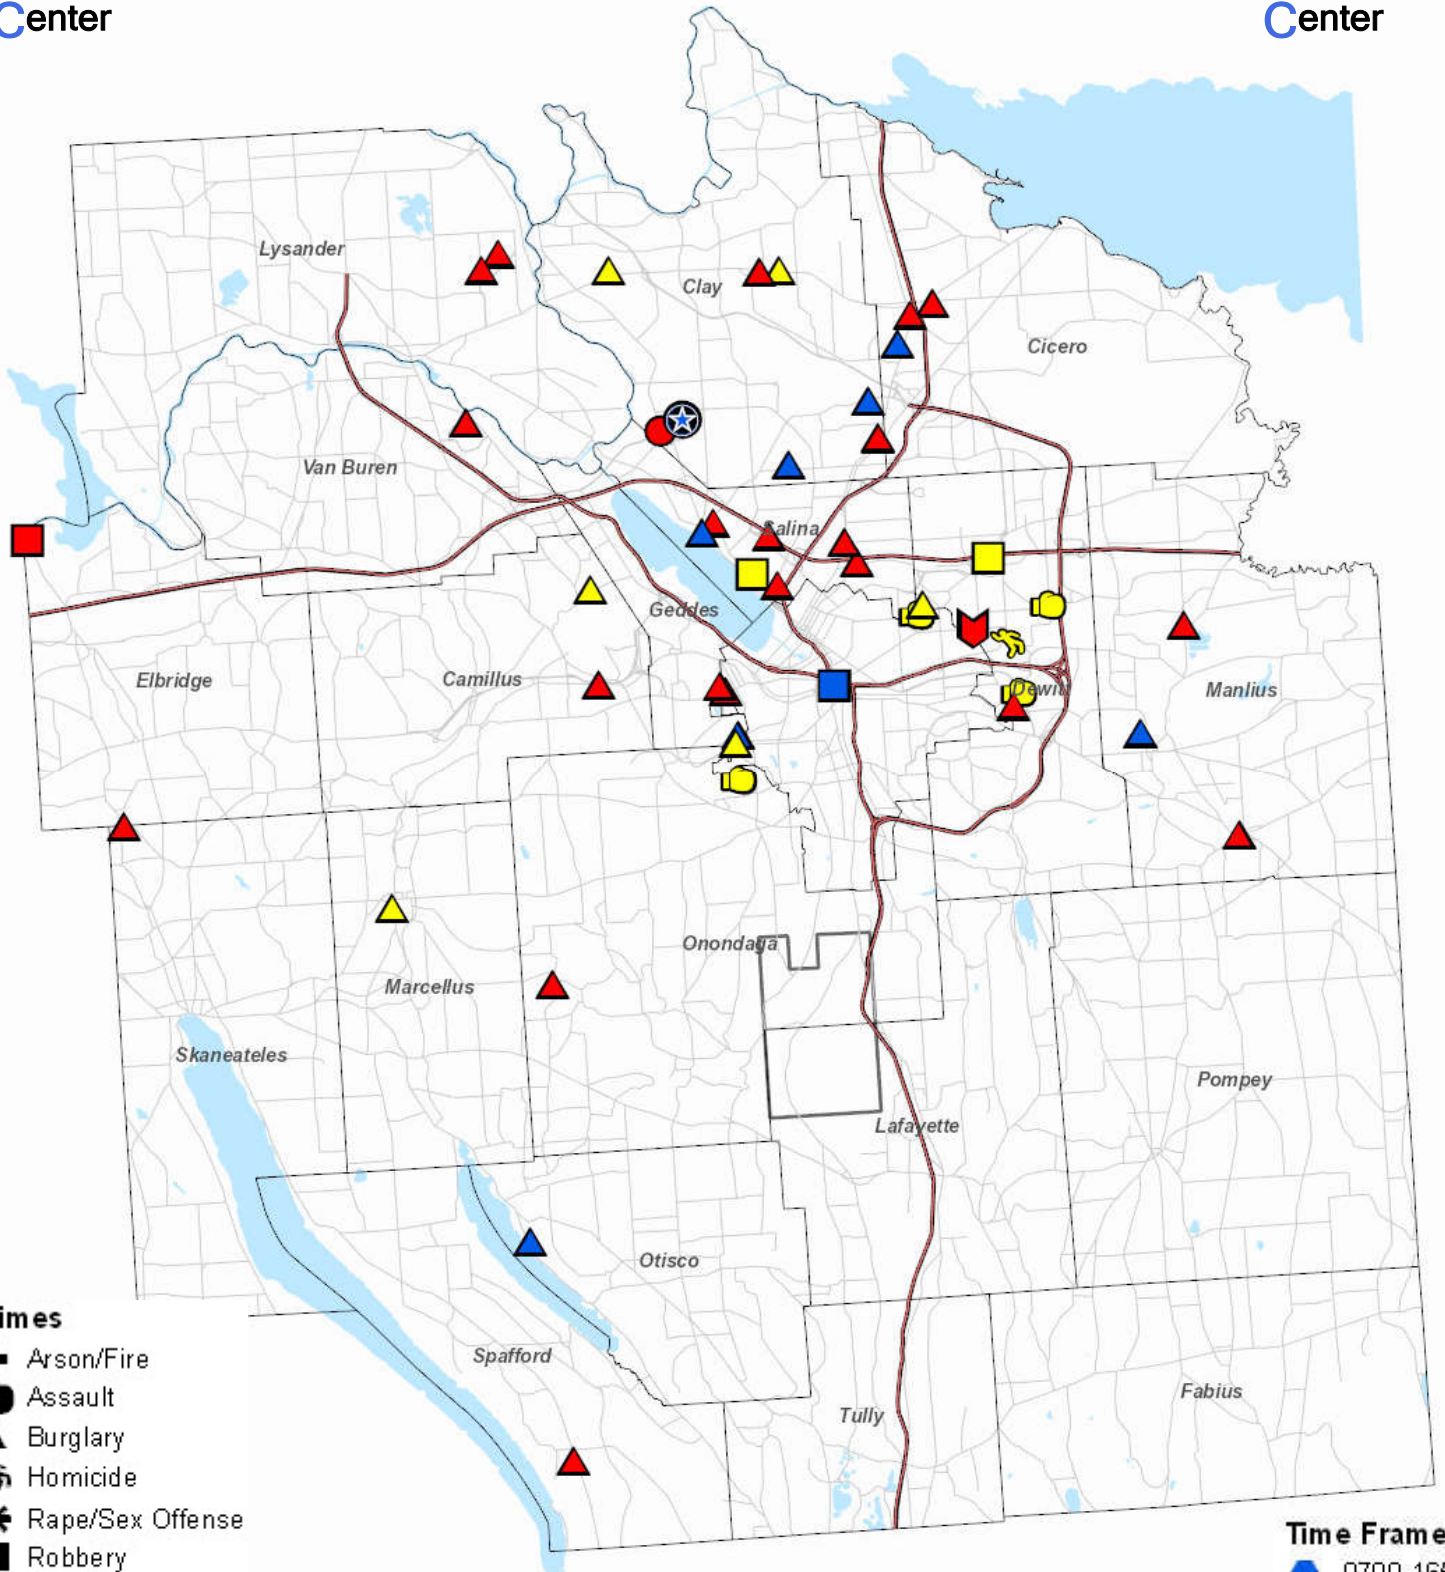 Center
Center
Lysander
Clay
Cicero
Van Buren
Salina
Geddes
Elbridge
Camillus
Dewitt
Manlius
Onondaga
Marcellus
Skaneateles
Pompey
Lafayette
Otisco
Spafford
Fabius
Tully
imes
Arson/Fire
Assault
Burglary
Homicide
Rape/Sex Offense
Robbery
Time Frame